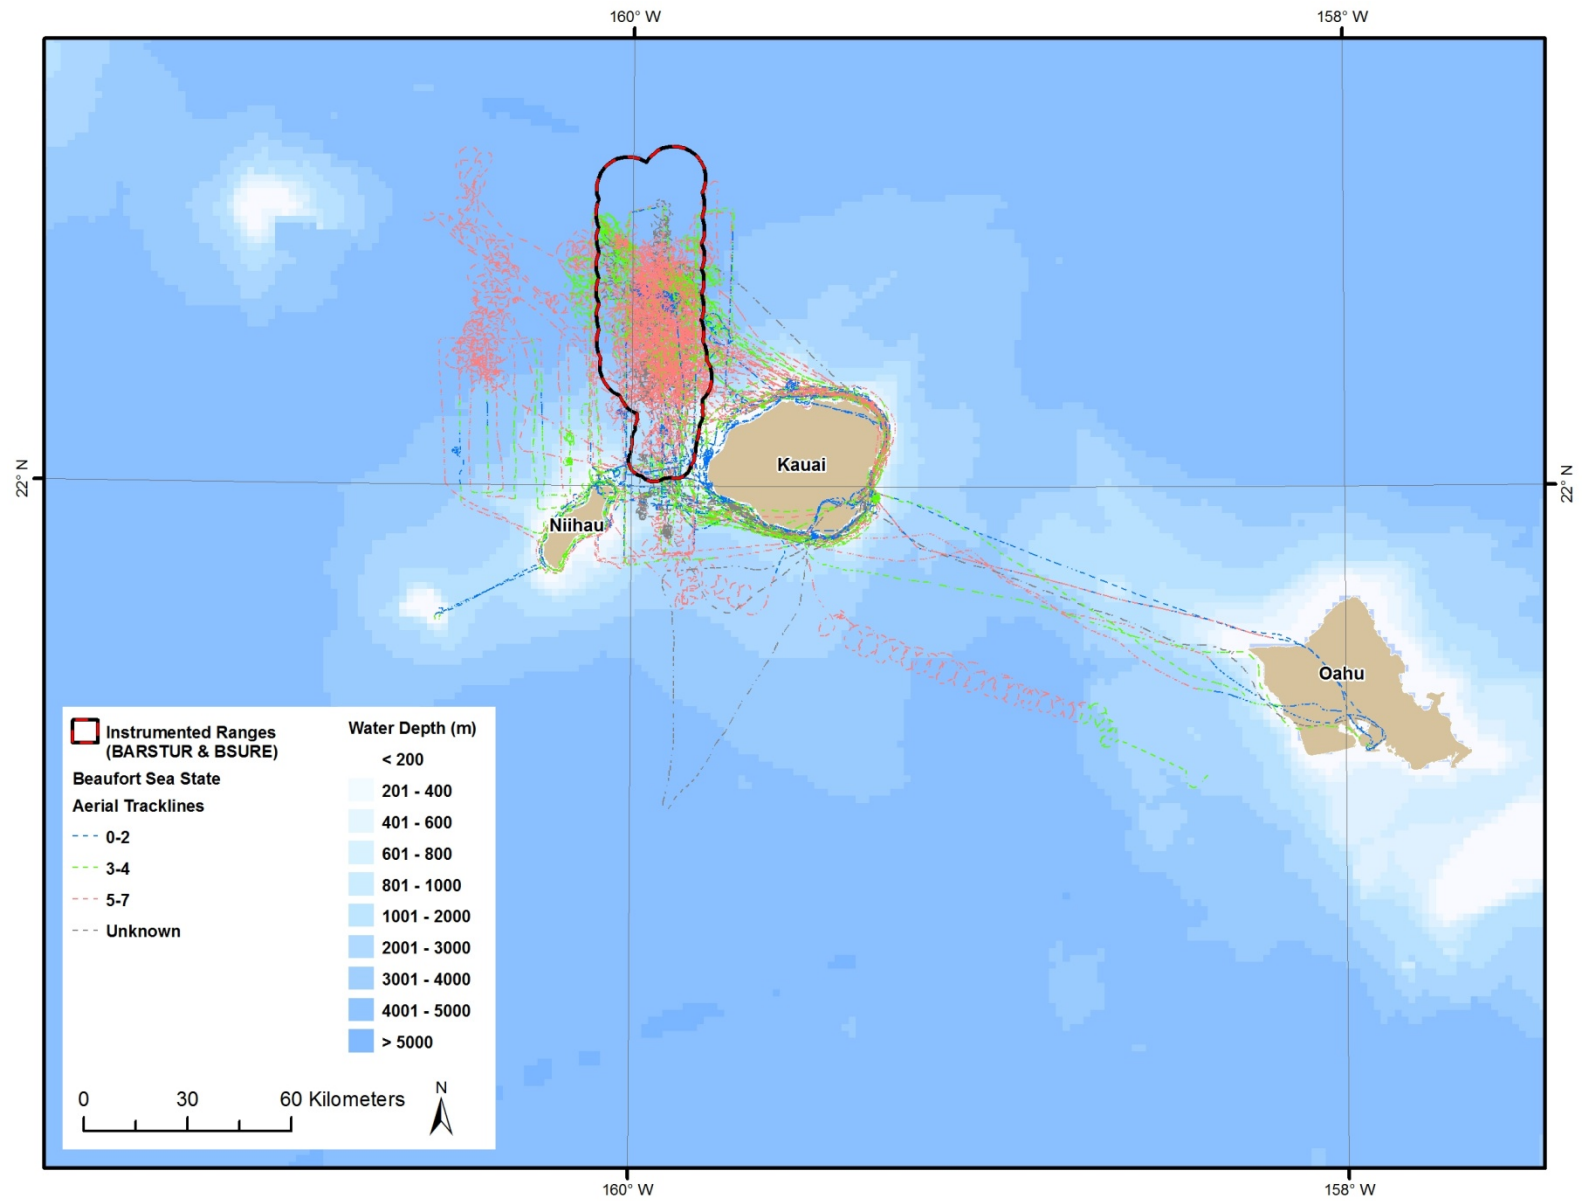 160° W
158° W
22° N
22° N
Kauai
Niihau
Oahu
Instrumented Ranges
(BARSTUR & BSURE)
Beaufort Sea State
Aerial Tracklines
0-2
3-4
5-7
Unknown
Water Depth (m)
< 200
201 - 400
401 - 600
601 - 800
801 - 1000
1001 - 2000
2001 - 3000
3001 - 4000
4001 - 5000
> 5000
0 30 60 Kilometers
N
160° W
158° W